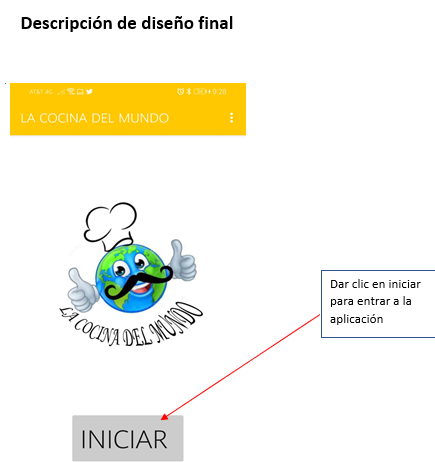 Descripción de diseño final
AT&T 4G 9:28
LA COCINA DEL MUNDO
LA COCINA DEL MUNDO
Dar clic en iniciar
para entrar a la
aplicación
INICIAR